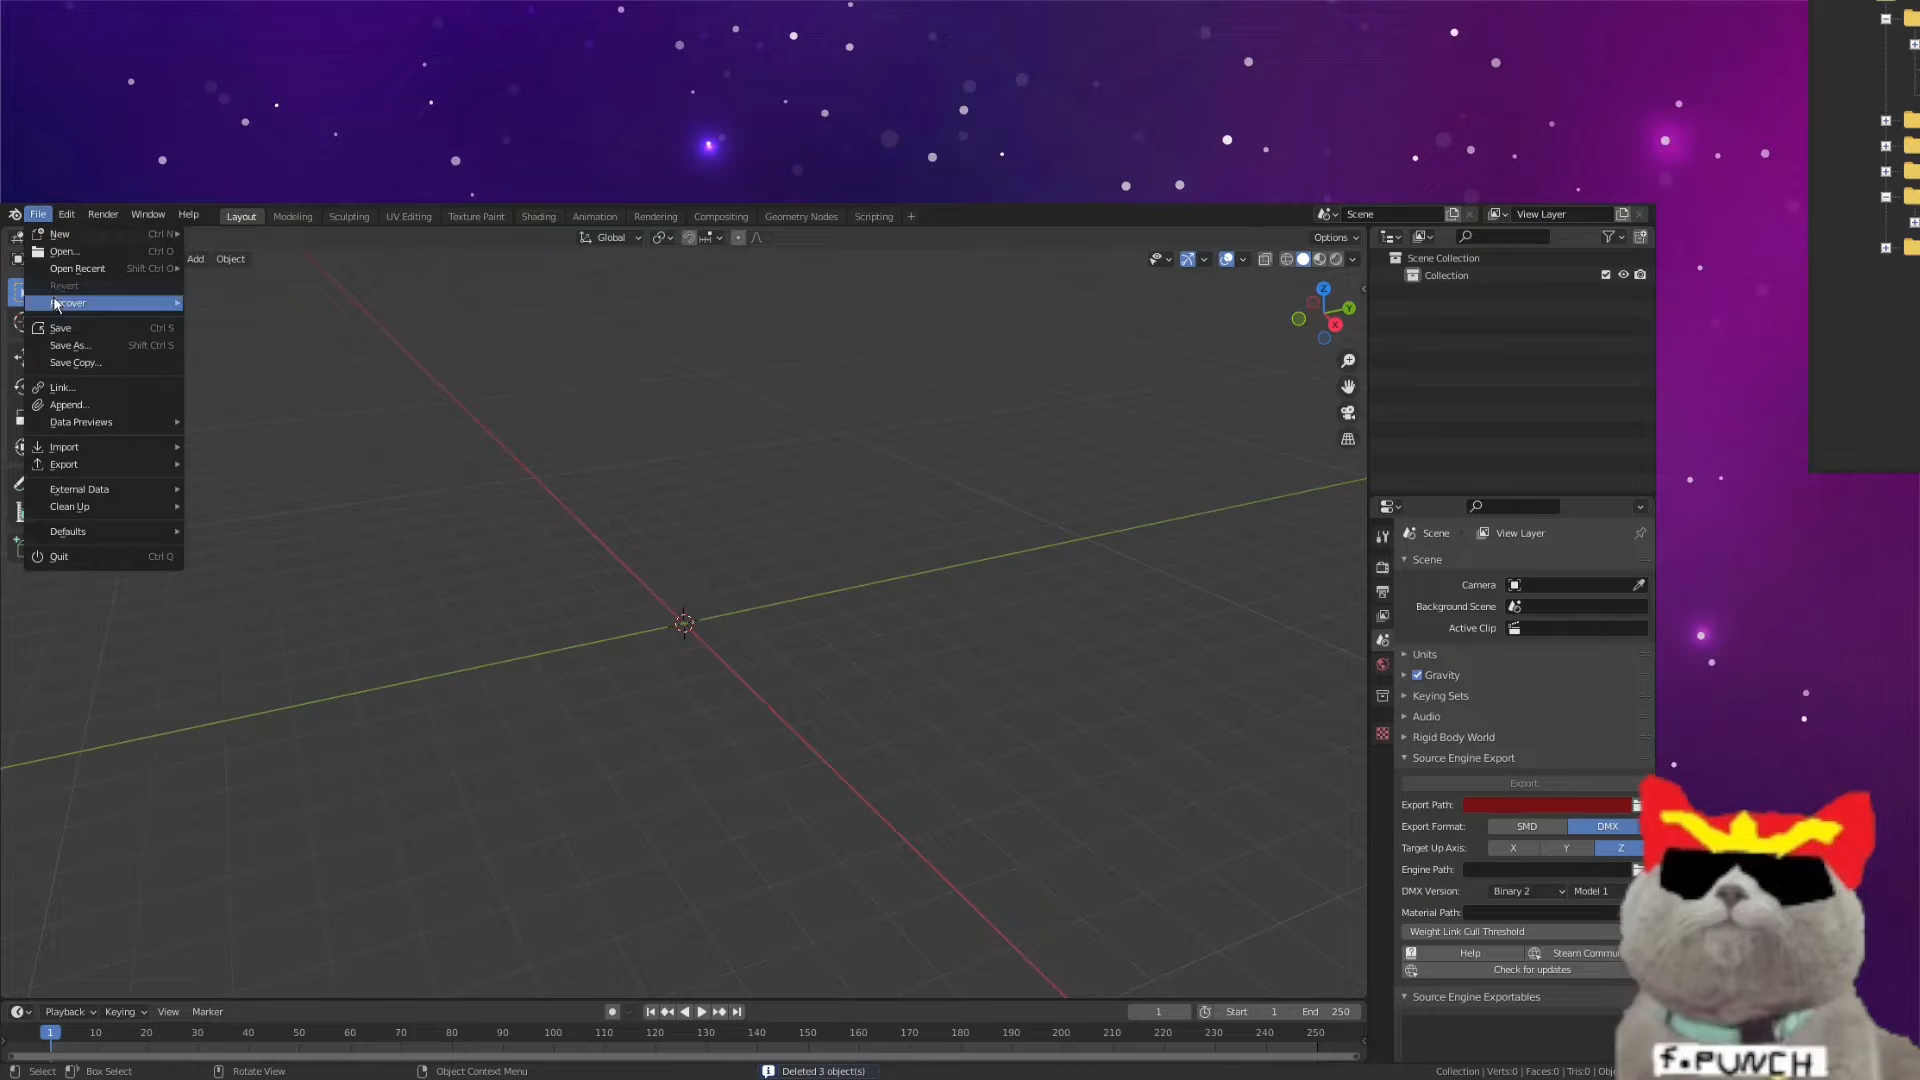 File Edit Render Window Help Layout Modeling Sculpting UV Editing Texture Paint Shading Animation Rendering Compositing Geometry Nodes Scripting + Scene View Layer
Global Options
Add Object
New Ctrl N
Open... Ctrl O
Open Recent Shift Ctrl O
Revert
Recover
Save Ctrl S
Save As... Shift Ctrl S
Save Copy...
Link...
Append...
Data Previews
Import
Export
External Data
Clean Up
Defaults
Quit Ctrl Q
Z
Y
X
Scene Collection
Collection
Scene View Layer
Scene
Camera
Background Scene
Active Clip
Units
Gravity
Keying Sets
Audio
Rigid Body World
Source Engine Export
Export
Export Path:
Export Format: SMD DMX
Target Up Axis: X Y Z
Engine Path:
DMX Version: Binary 2 Model 1
Material Path:
Weight Link Cull Threshold
Help Steam Commu
Check for updates
Source Engine Exportables
Playback Keying View Marker 1 Start 1 End 250
1 10 20 30 40 50 60 70 80 90 100 110 120 130 140 150 160 170 180 190 200 210 220 230 240 250
Select Box Select Rotate View Object Context Menu Deleted 3 object(s) Collection | Verts:0 | Faces:0 | Tris:0 | Obj
f.PUNCH